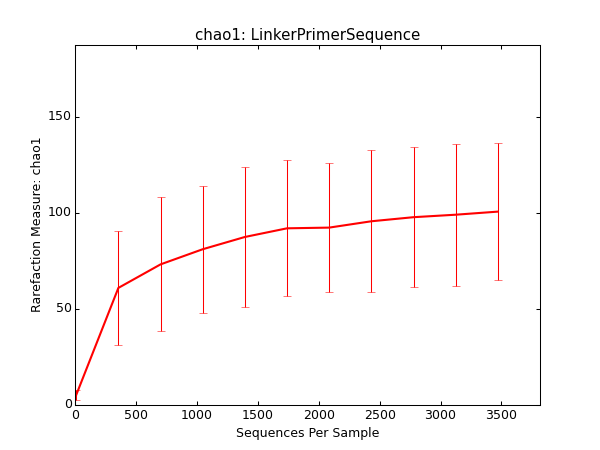 chao1: LinkerPrimerSequence
Rarefaction Measure: chao1
150
100
50
0
0 500 1000 1500 2000 2500 3000 3500
Sequences Per Sample